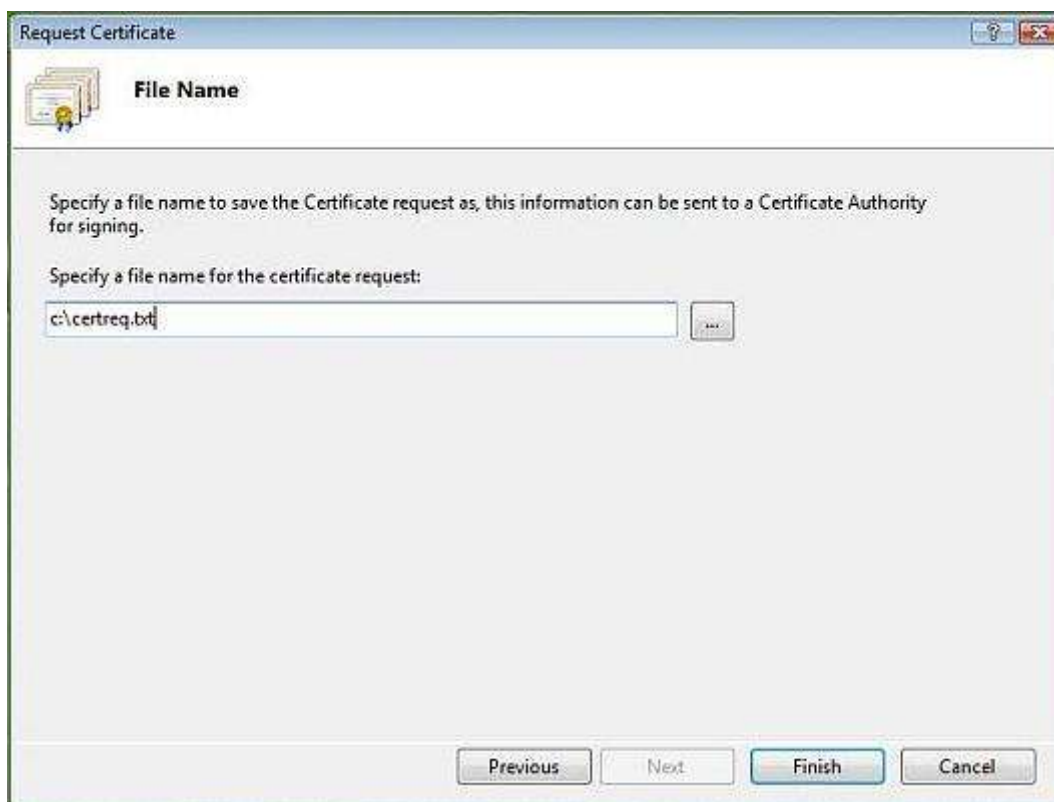 Request Certificate
File Name
Specify a file name to save the Certificate request as, this information can be sent to a Certificate Authority
for signing.
Specify a file name for the certificate request:
c:\certreq.txt
...
Previous
Next
Finish
Cancel